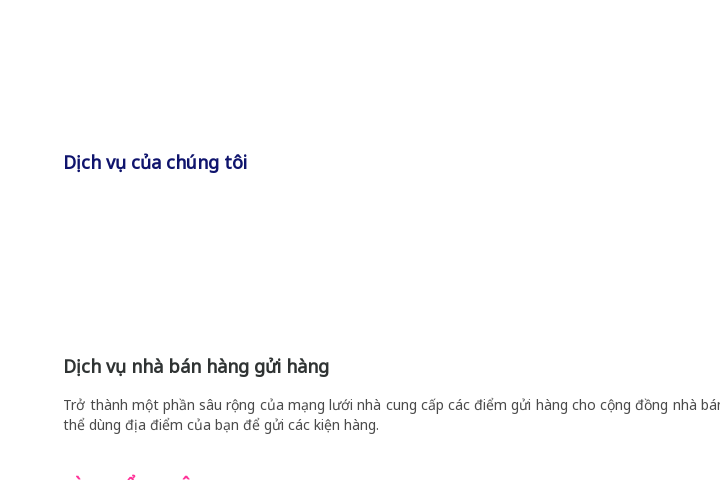 Dịch vụ của chúng tôi
Dịch vụ nhà bán hàng gửi hàng
Trở thành một phần sâu rộng của mạng lưới nhà cung cấp các điểm gửi hàng cho cộng đồng nhà bán
thể dùng địa điểm của bạn để gửi các kiện hàng.